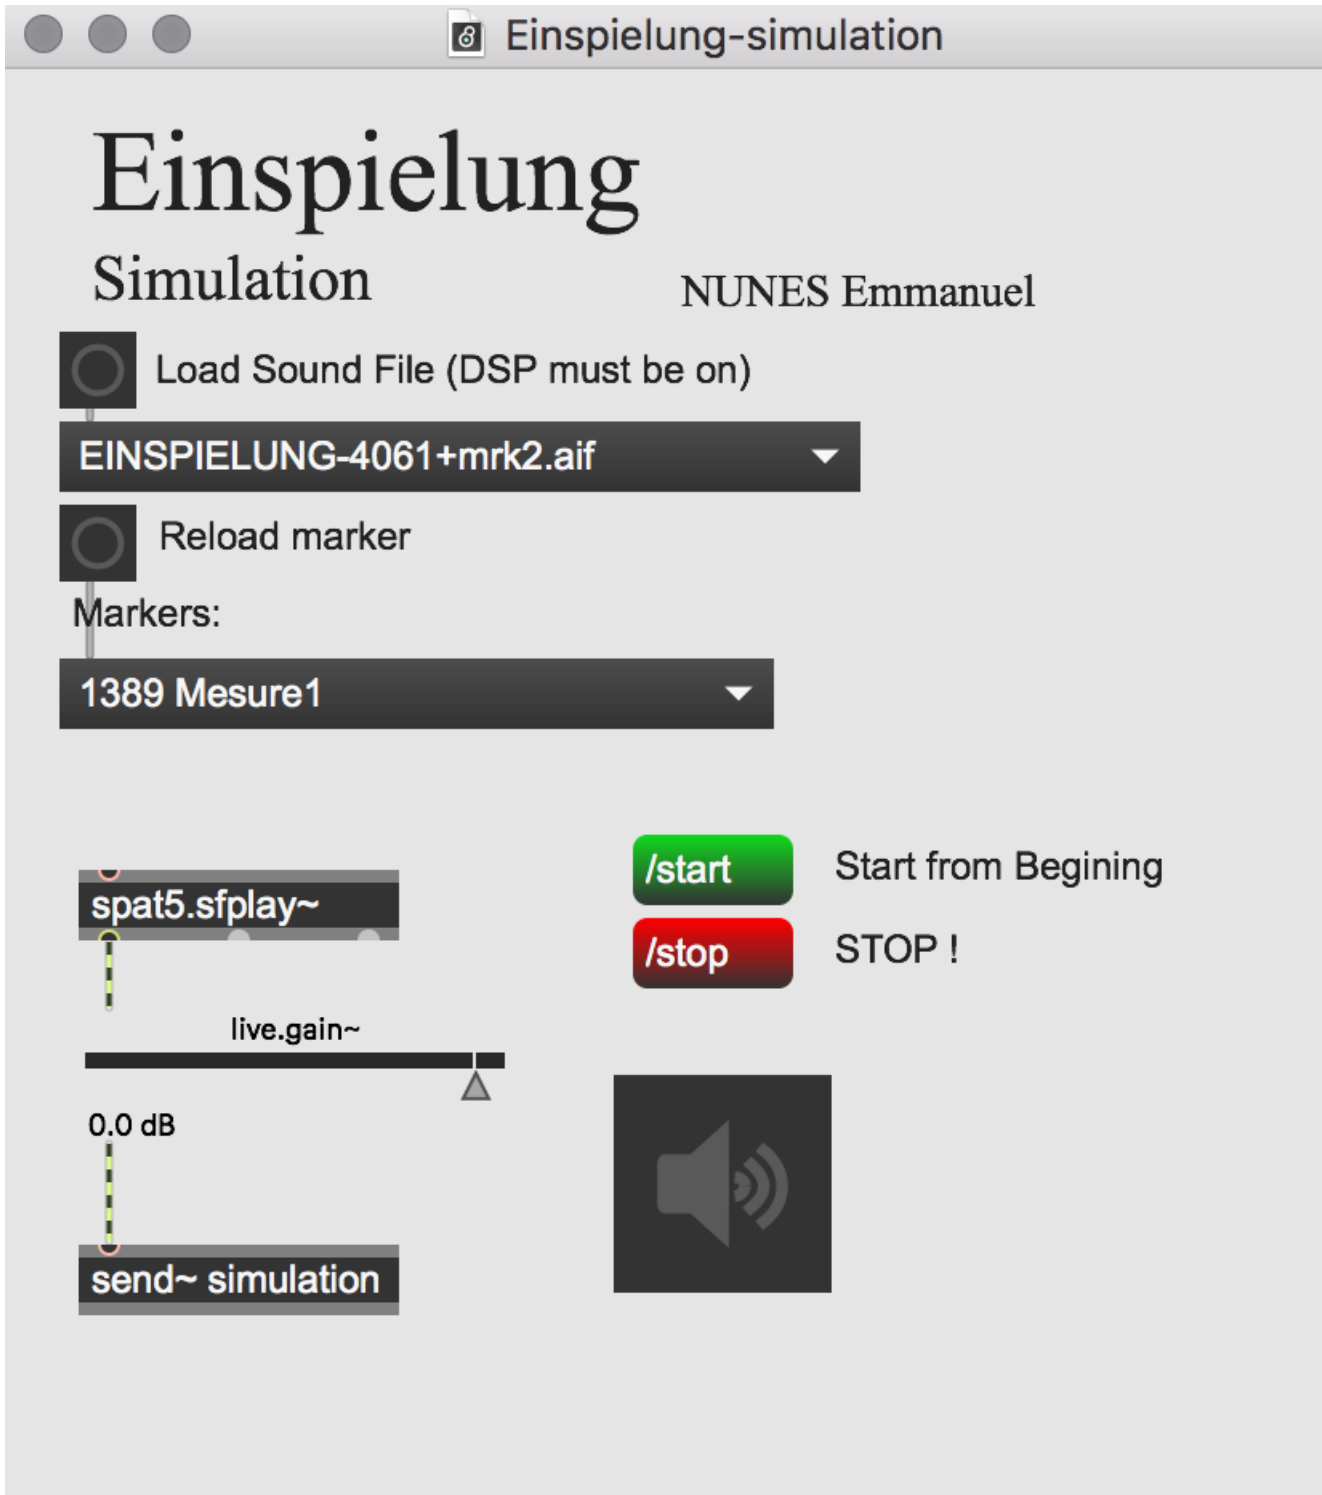 Einspielung-simulation
Einspielung
Simulation
NUNES Emmanuel
Load Sound File (DSP must be on)
EINSPIELUNG-4061+mrk2.aif
Reload marker
Markers:
1389 Mesure1
/start
Start from Begining
spat5.sfplay~
/stop
STOP !
live.gain~
0.0 dB
send~ simulation